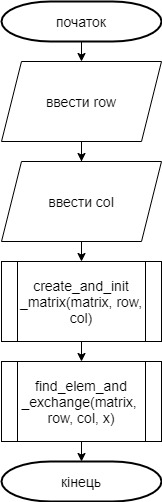 початок
ввести row
ввести col
create_and_init
_matrix(matrix, row,
col)
find_elem_and
_exchange(matrix,
row, col, x)
кінець